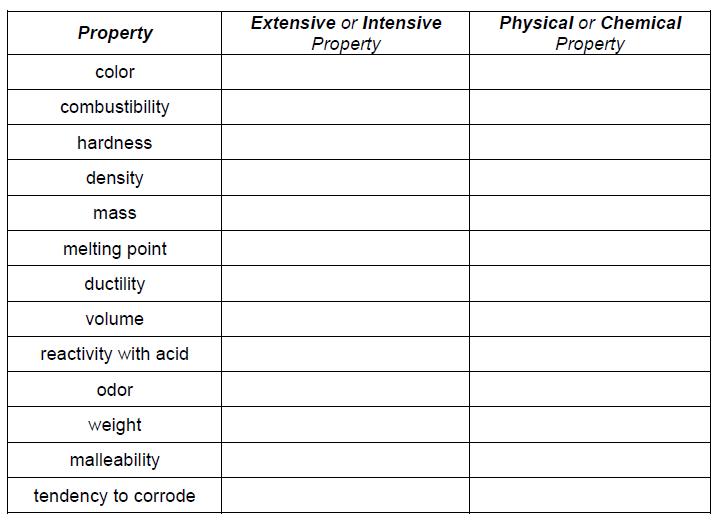 Property
Extensive or Intensive
Property
Physical or Chemical
Property
color
combustibility
hardness
density
mass
melting point
ductility
volume
reactivity with acid
odor
weight
malleability
tendency to corrode